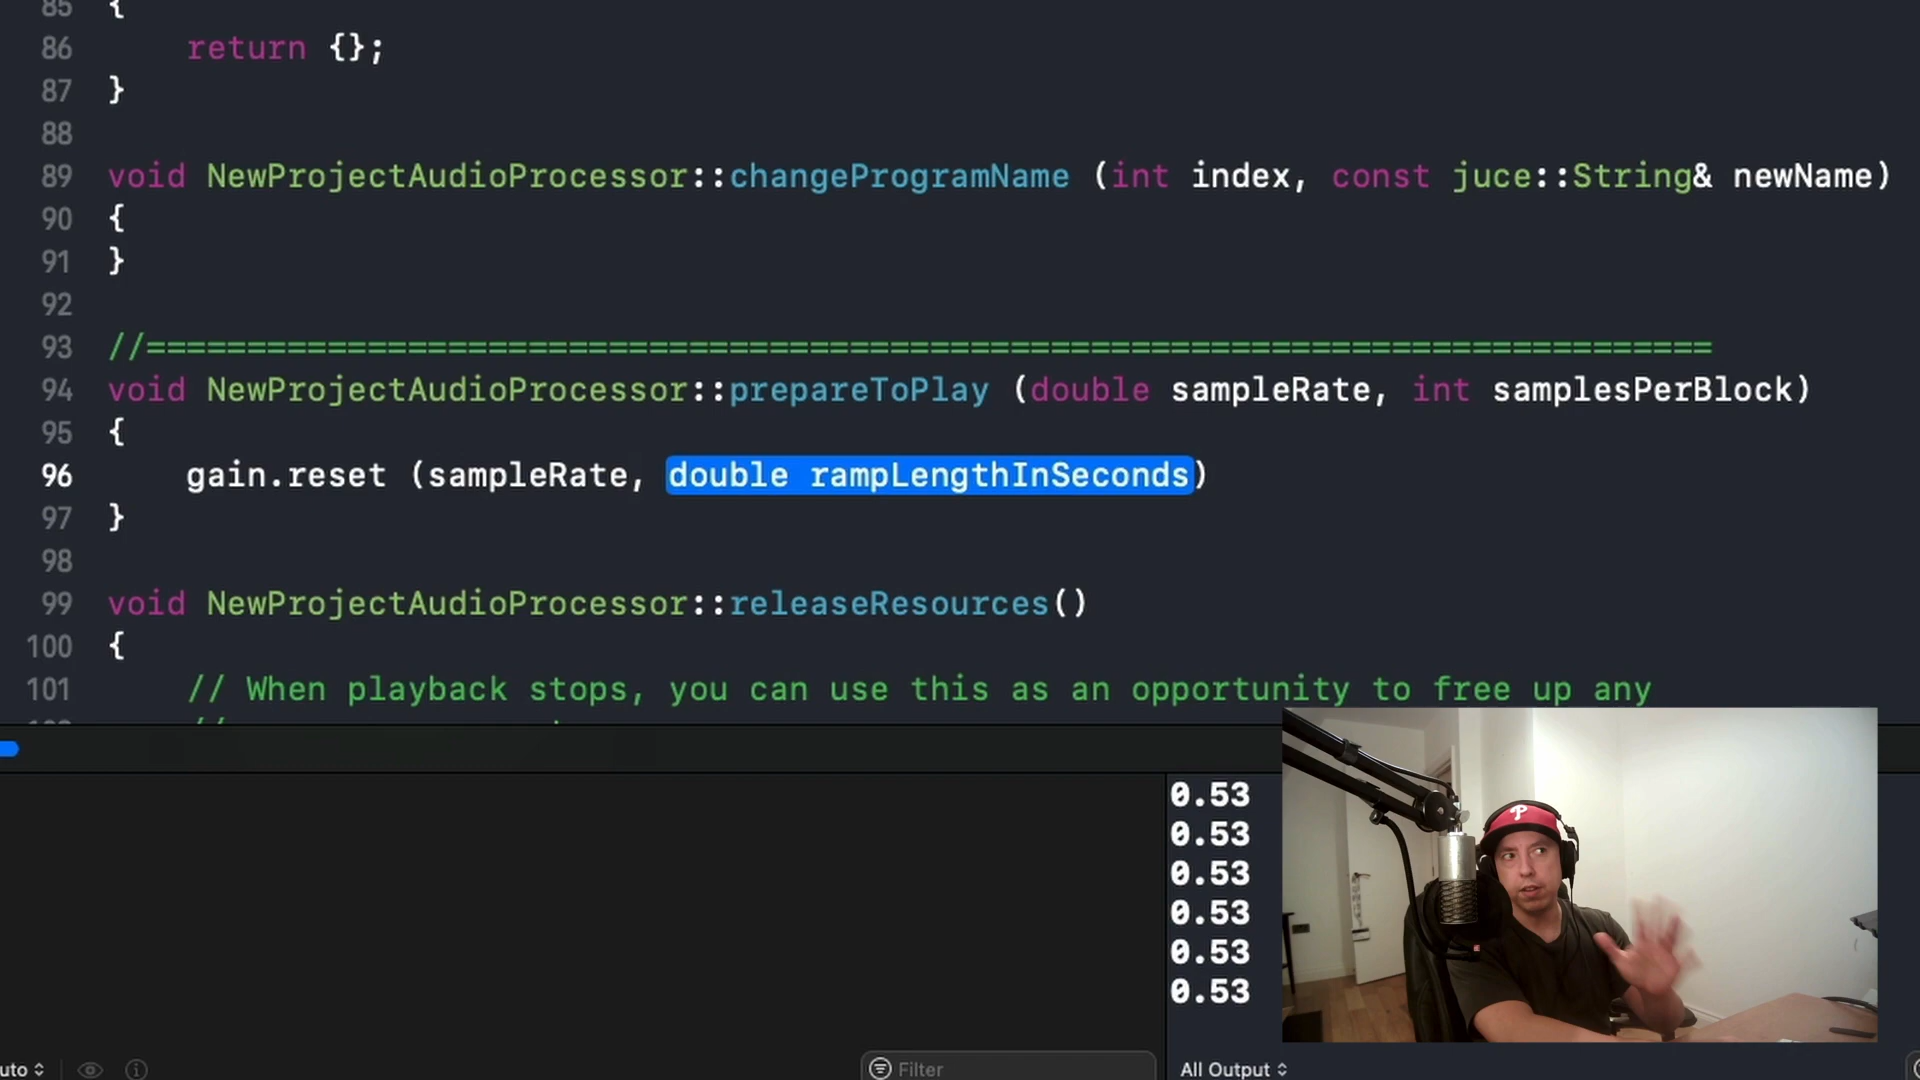 85 {
86 return {};
87 }
88
89 void NewProjectAudioProcessor::changeProgramName (int index, const juce::String& newName)
90 {
91 }
92
93 //==============================================================================
94 void NewProjectAudioProcessor::prepareToPlay (double sampleRate, int samplesPerBlock)
95 {
96 gain.reset (sampleRate, double rampLengthInSeconds)
97 }
98
99 void NewProjectAudioProcessor::releaseResources()
100 {
101 // When playback stops, you can use this as an opportunity to free up any
0.53
0.53
0.53
0.53
0.53
0.53
P
uto
Filter
All Output